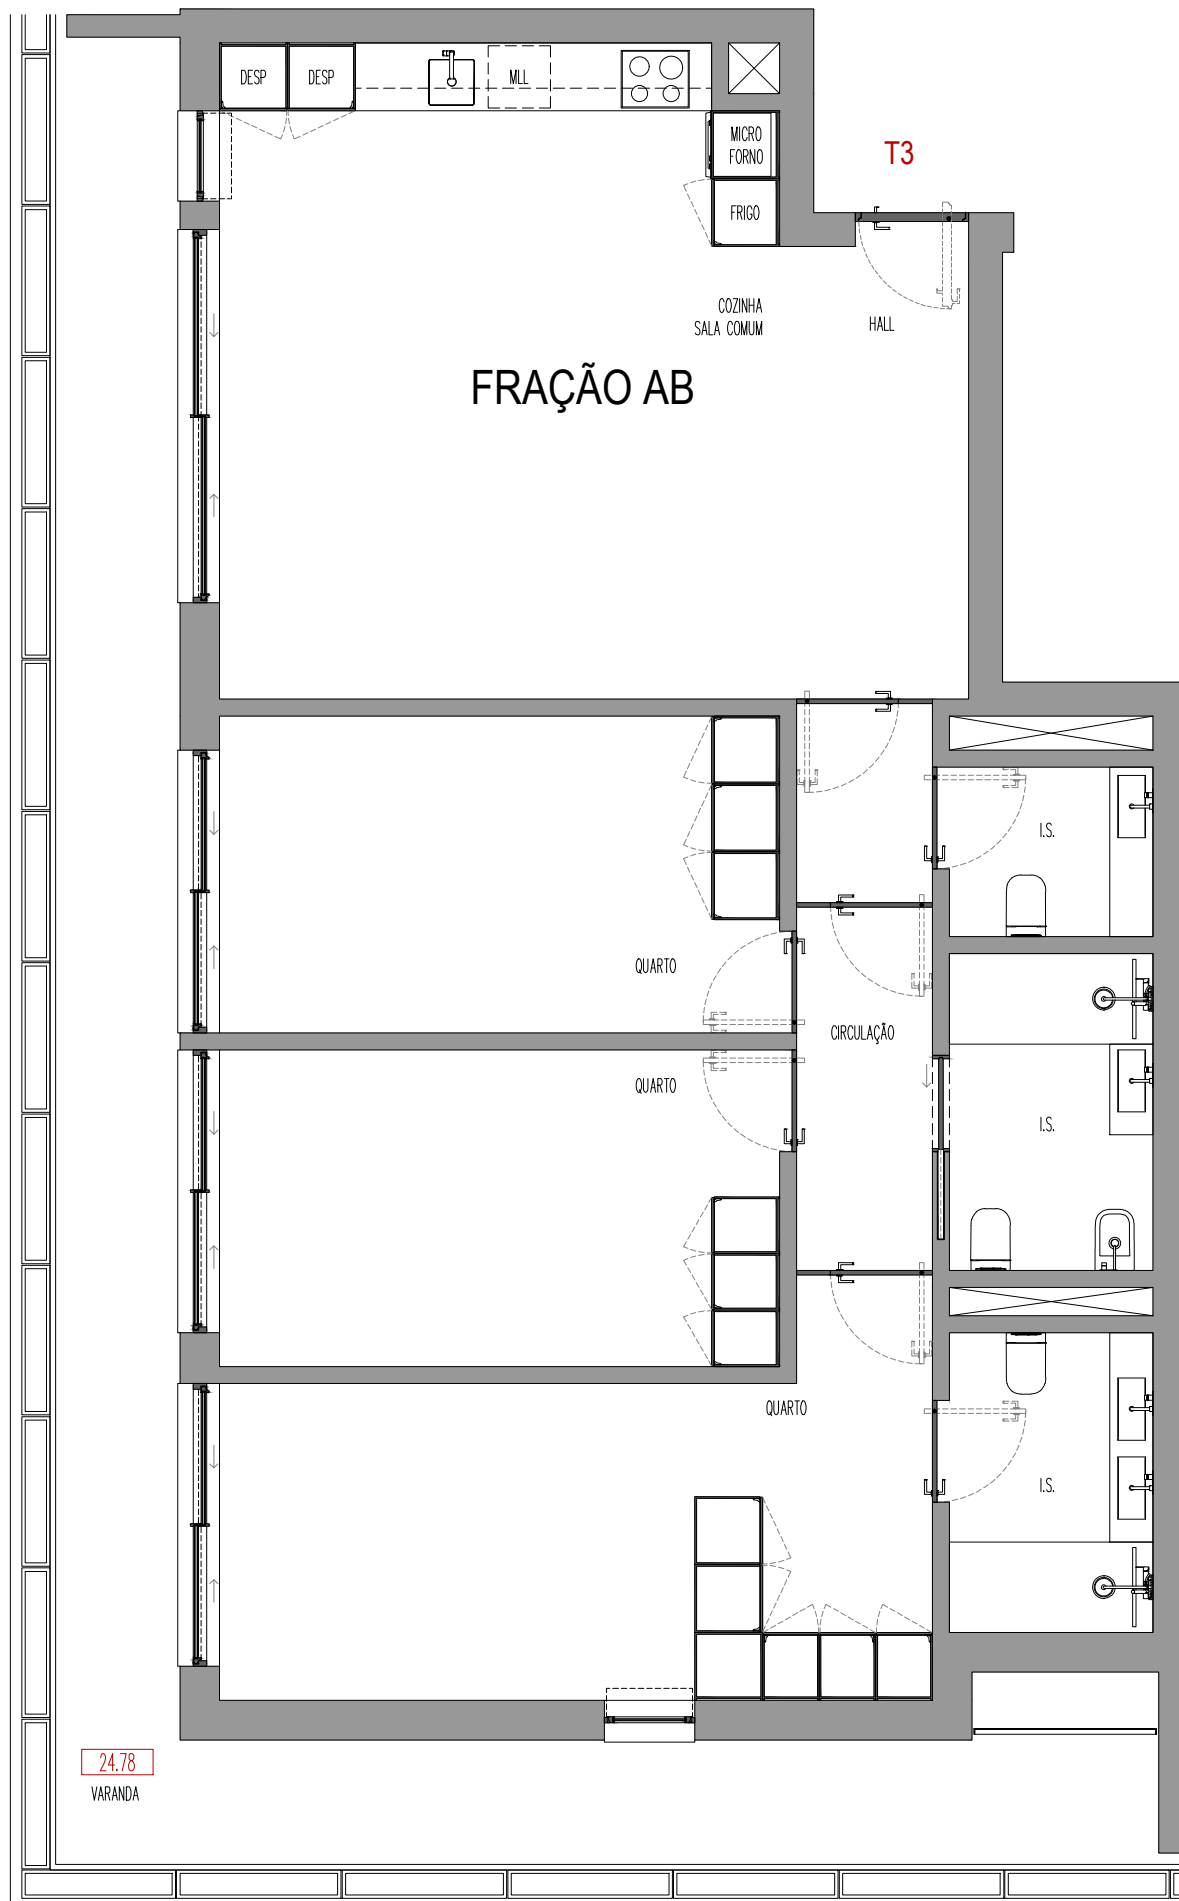 DESP
DESP
MLL
MICRO
FORNO
T3
FRIGO
COZINHA
SALA COMUM
HALL
FRAÇÃO AB
I.S.
QUARTO
CIRCULAÇÃO
QUARTO
I.S.
QUARTO
I.S.
24.78
VARANDA